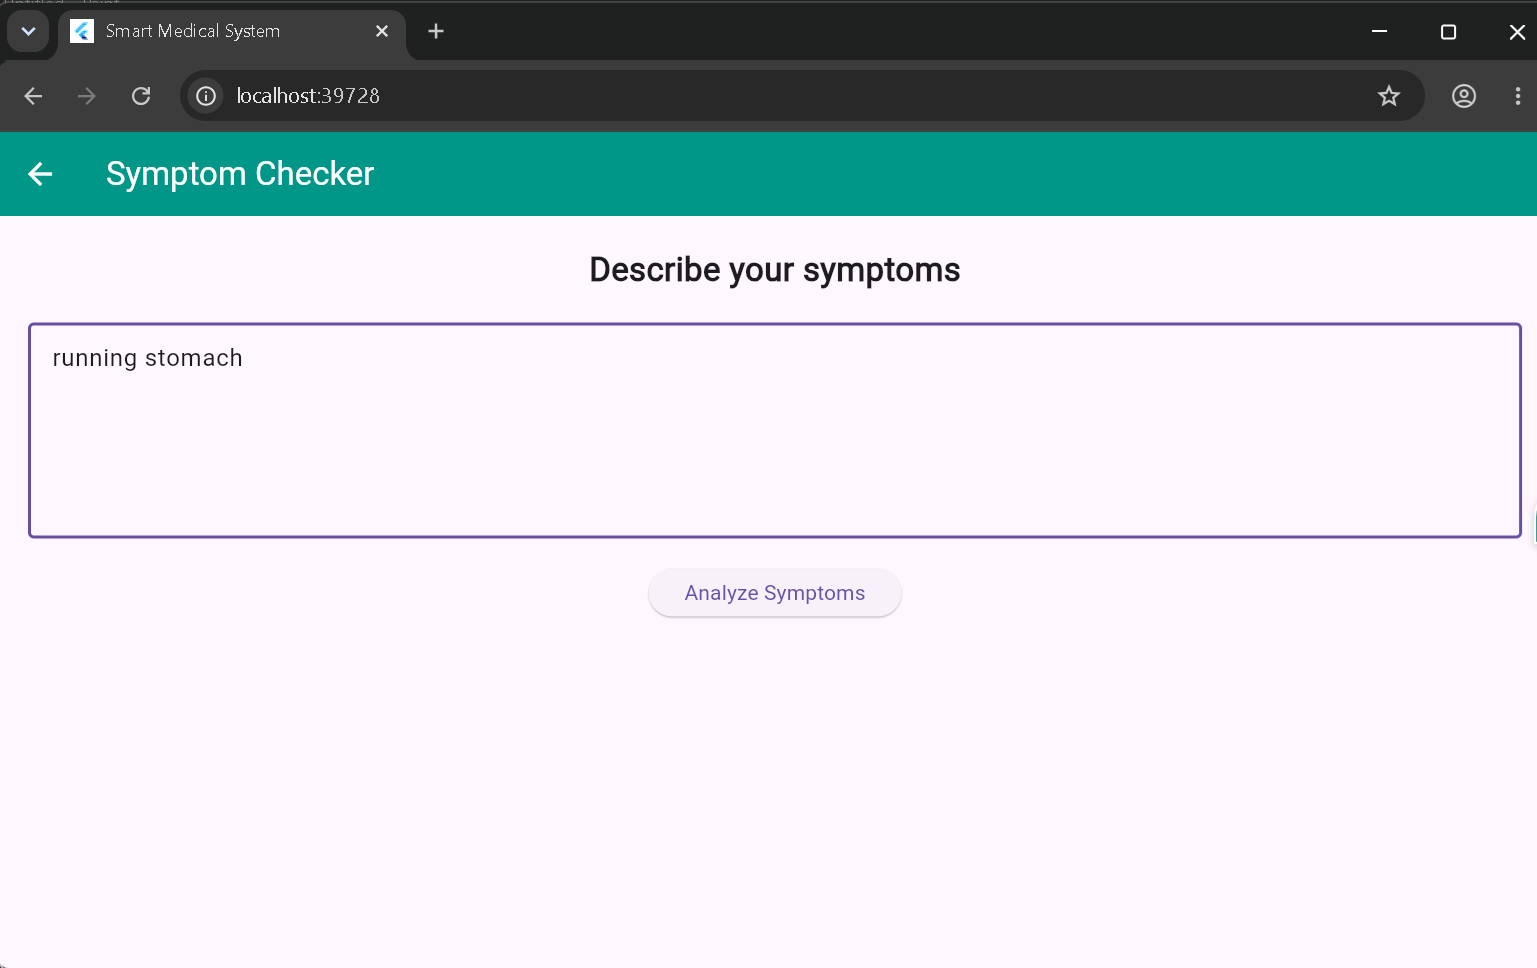 Smart Medical System
localhost:39728
Symptom Checker
Describe your symptoms
running stomach
Analyze Symptoms